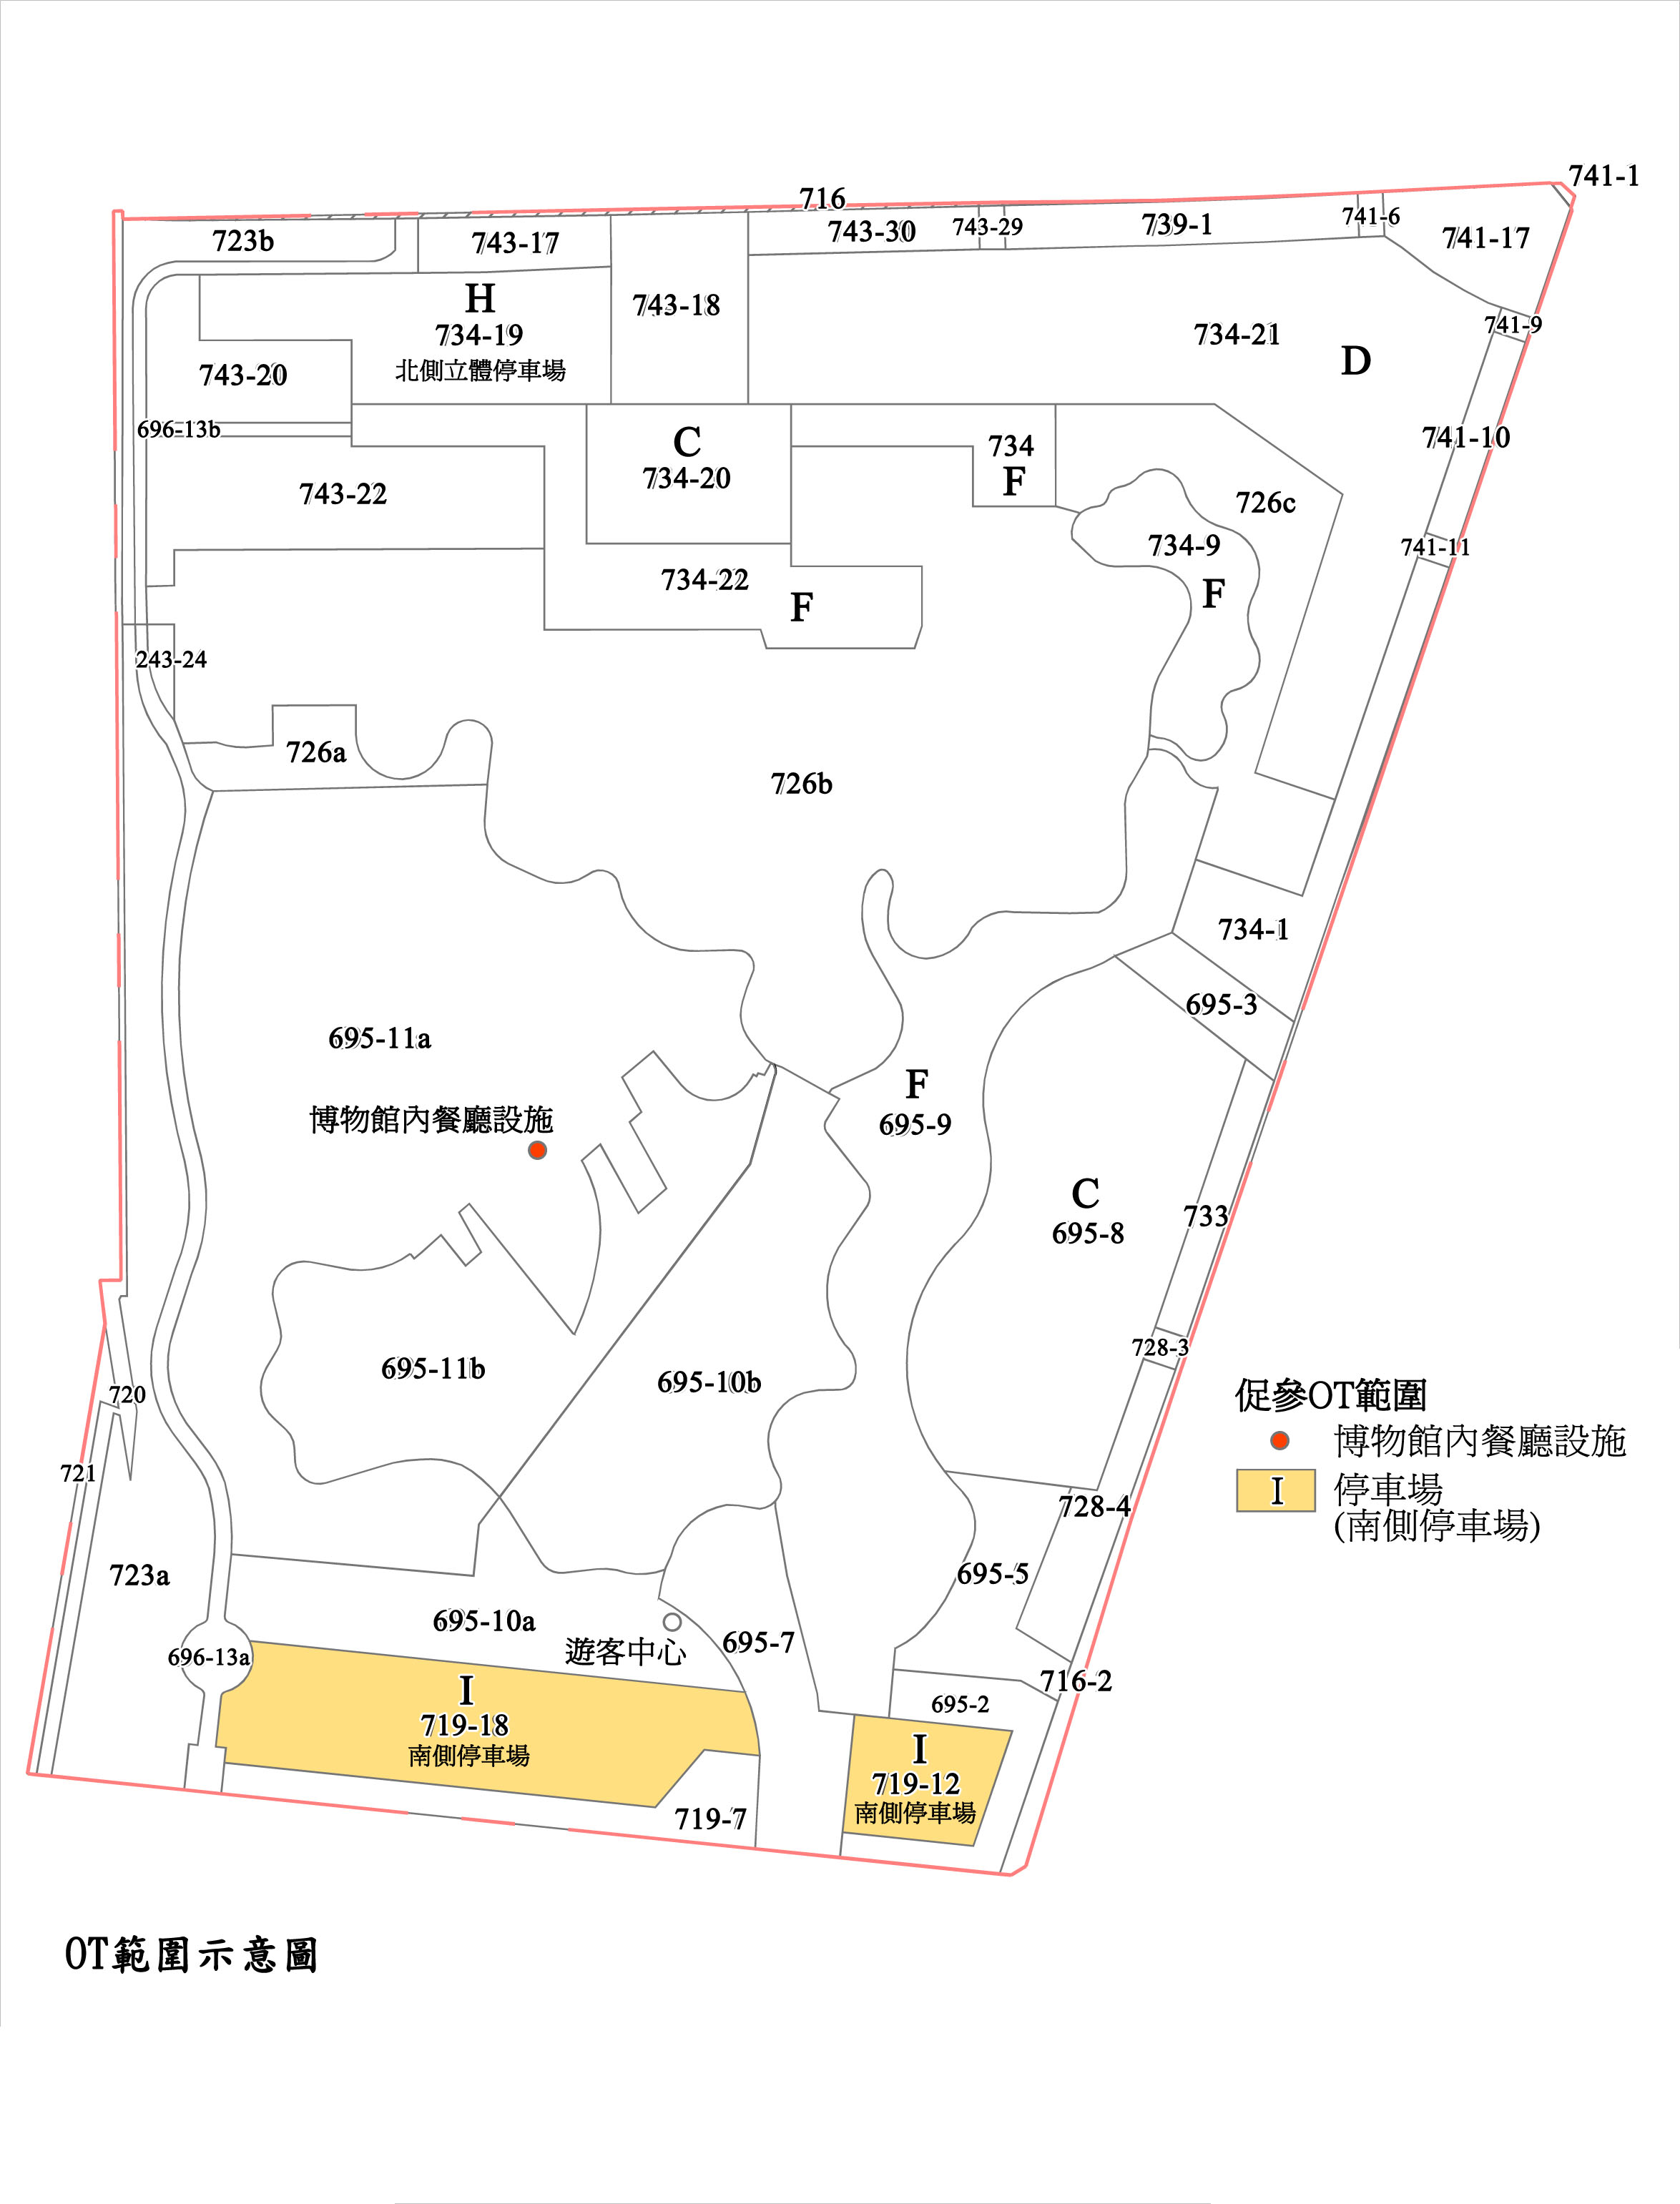 741-1
716
723b
743-17
743-30
743-29
739-1
741-6
741-17
H
734-19
北側立體停車場
743-18
734-21
D
741-9
743-20
696-13b
C
734-20
734
F
741-10
743-22
726c
734-9
F
741-11
734-22
F
243-24
726a
726b
734-1
695-3
695-11a
博物館內餐廳設施
F
695-9
C
695-8
733
728-3
695-11b
695-10b
720
721
促參OT範圍
博物館內餐廳設施
I
停車場
(南側停車場)
728-4
723a
695-5
695-10a
遊客中心
695-7
696-13a
716-2
695-2
I
719-18
南側停車場
I
719-12
南側停車場
719-7
OT範圍示意圖